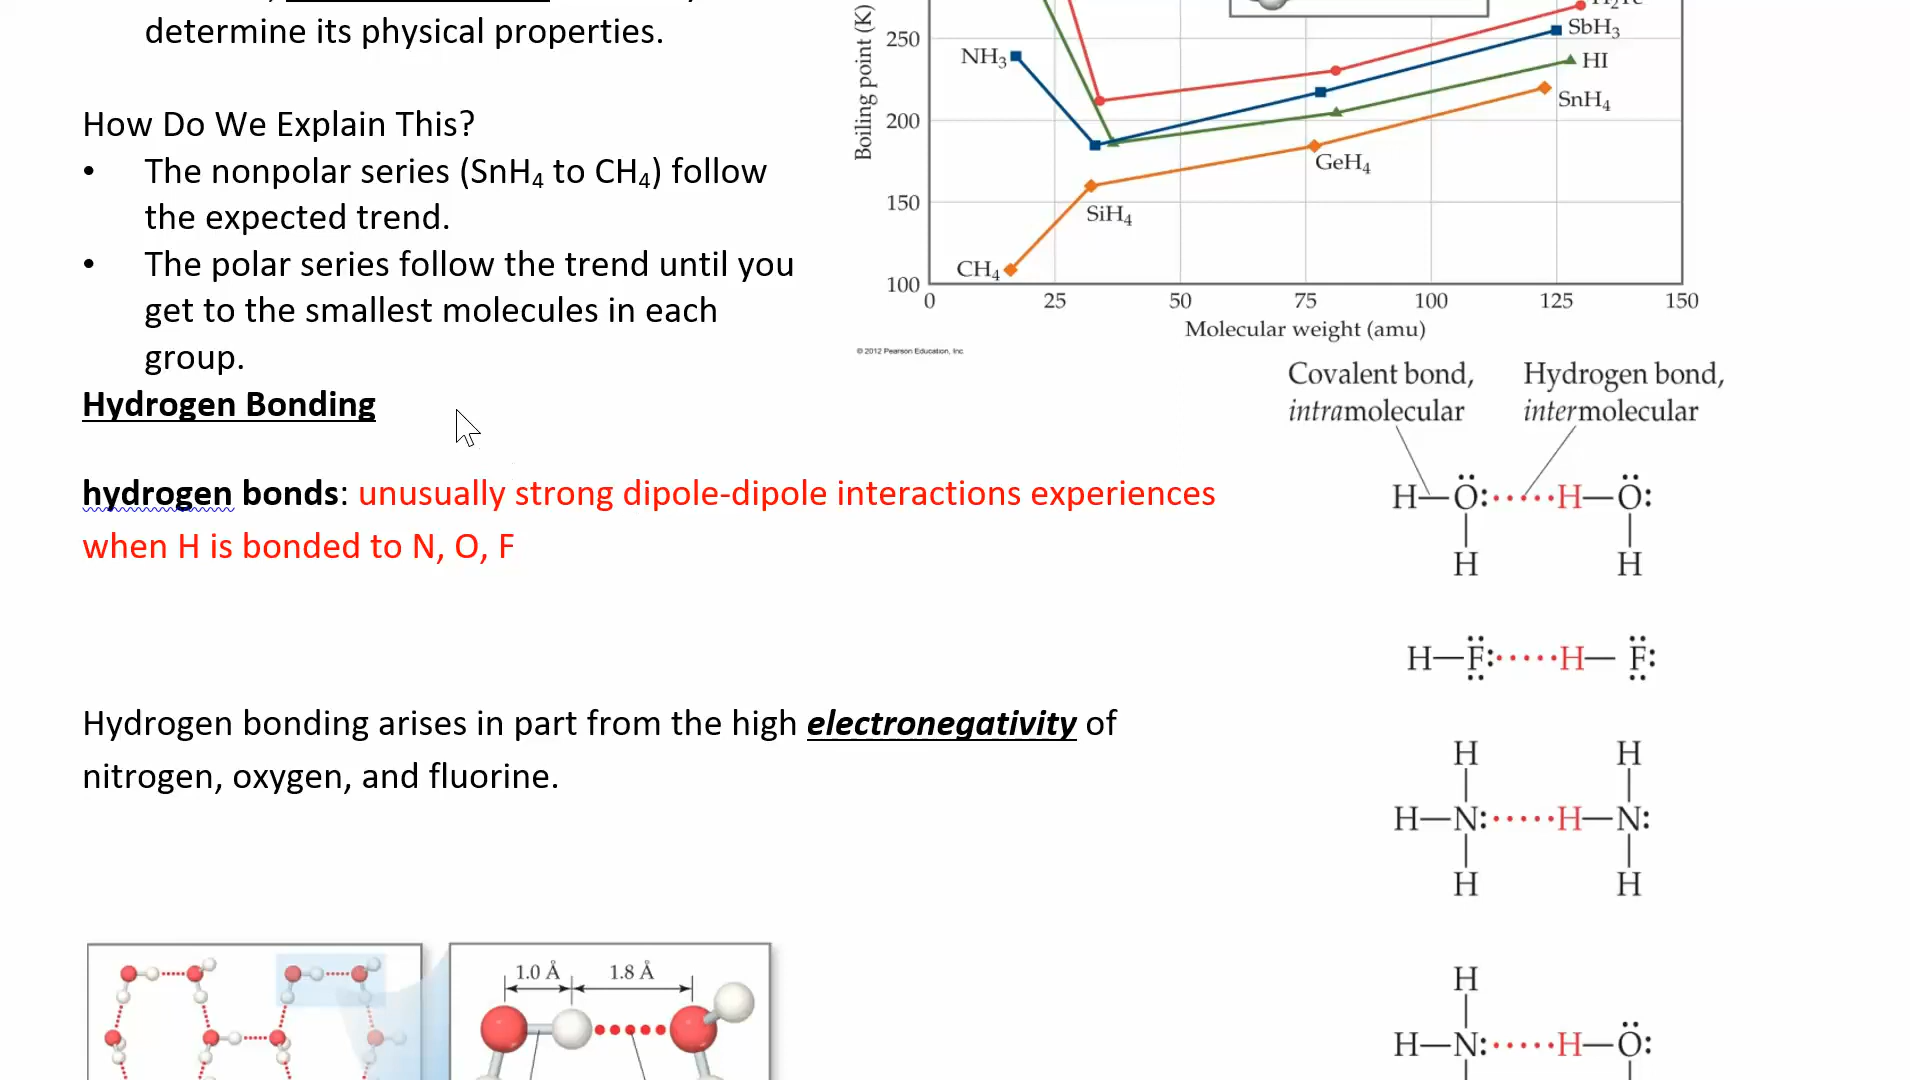 determine its physical properties.
How Do We Explain This?
• The nonpolar series (SnH₄ to CH₄) follow
the expected trend.
• The polar series follow the trend until you
get to the smallest molecules in each
group.
Hydrogen Bonding
hydrogen bonds: unusually strong dipole-dipole interactions experiences
when H is bonded to N, O, F
Hydrogen bonding arises in part from the high electronegativity of
nitrogen, oxygen, and fluorine.
1.0 Å 1.8 Å
Boiling point (K)
250
200
150
100
0 25 50 75 100 125 150
Molecular weight (amu)
NH₃
SbH₃
HI
SnH₄
GeH₄
SiH₄
CH₄
© 2012 Pearson Education, Inc
Covalent bond,
intramolecular
Hydrogen bond,
intermolecular
H—O:·····H—O:
H H
H—F:·····H—F:
H H
H—N:·····H—N:
H H
H
H—N:·····H—O: